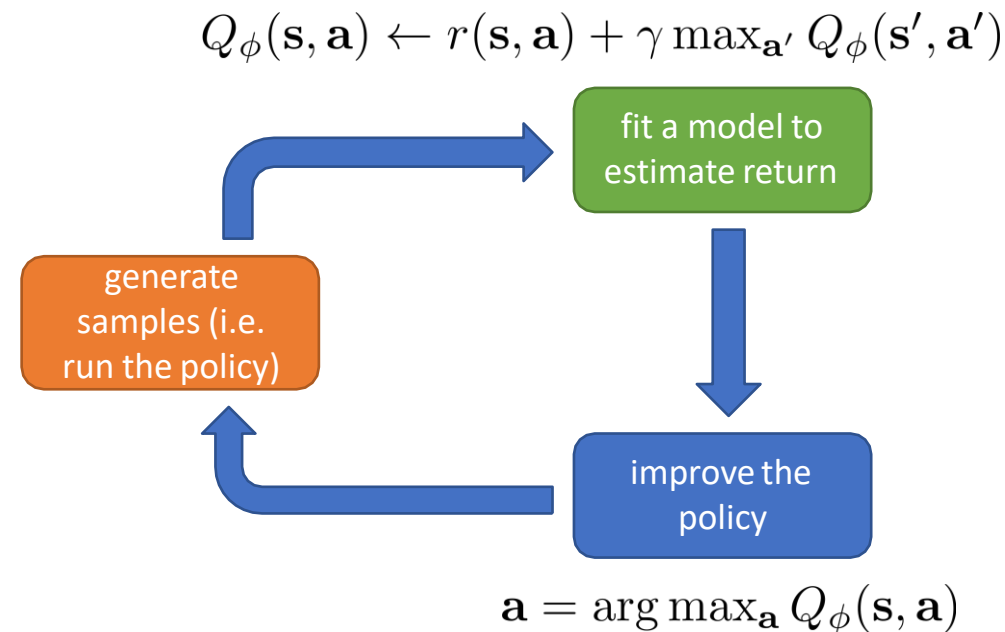 Q_ϕ(s, a) ← r(s, a) + γ max_a′ Q_ϕ(s′, a′)
fit a model to
estimate return
generate
samples (i.e.
run the policy)
improve the
policy
a = arg max_a Q_ϕ(s, a)